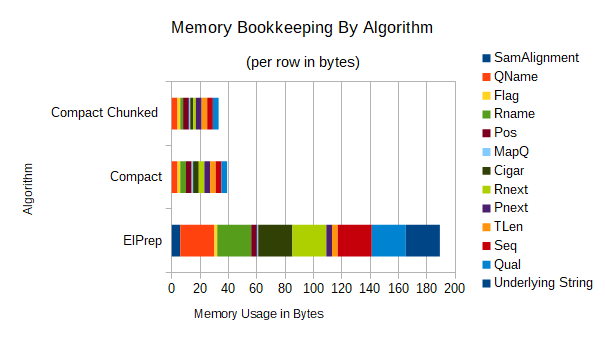 Memory Bookkeeping By Algorithm
(per row in bytes)
Algorithm
Compact Chunked
Compact
ElPrep
0 20 40 60 80 100 120 140 160 180 200
Memory Usage in Bytes
SamAlignment
QName
Flag
Rname
Pos
MapQ
Cigar
Rnext
Pnext
TLen
Seq
Qual
Underlying String